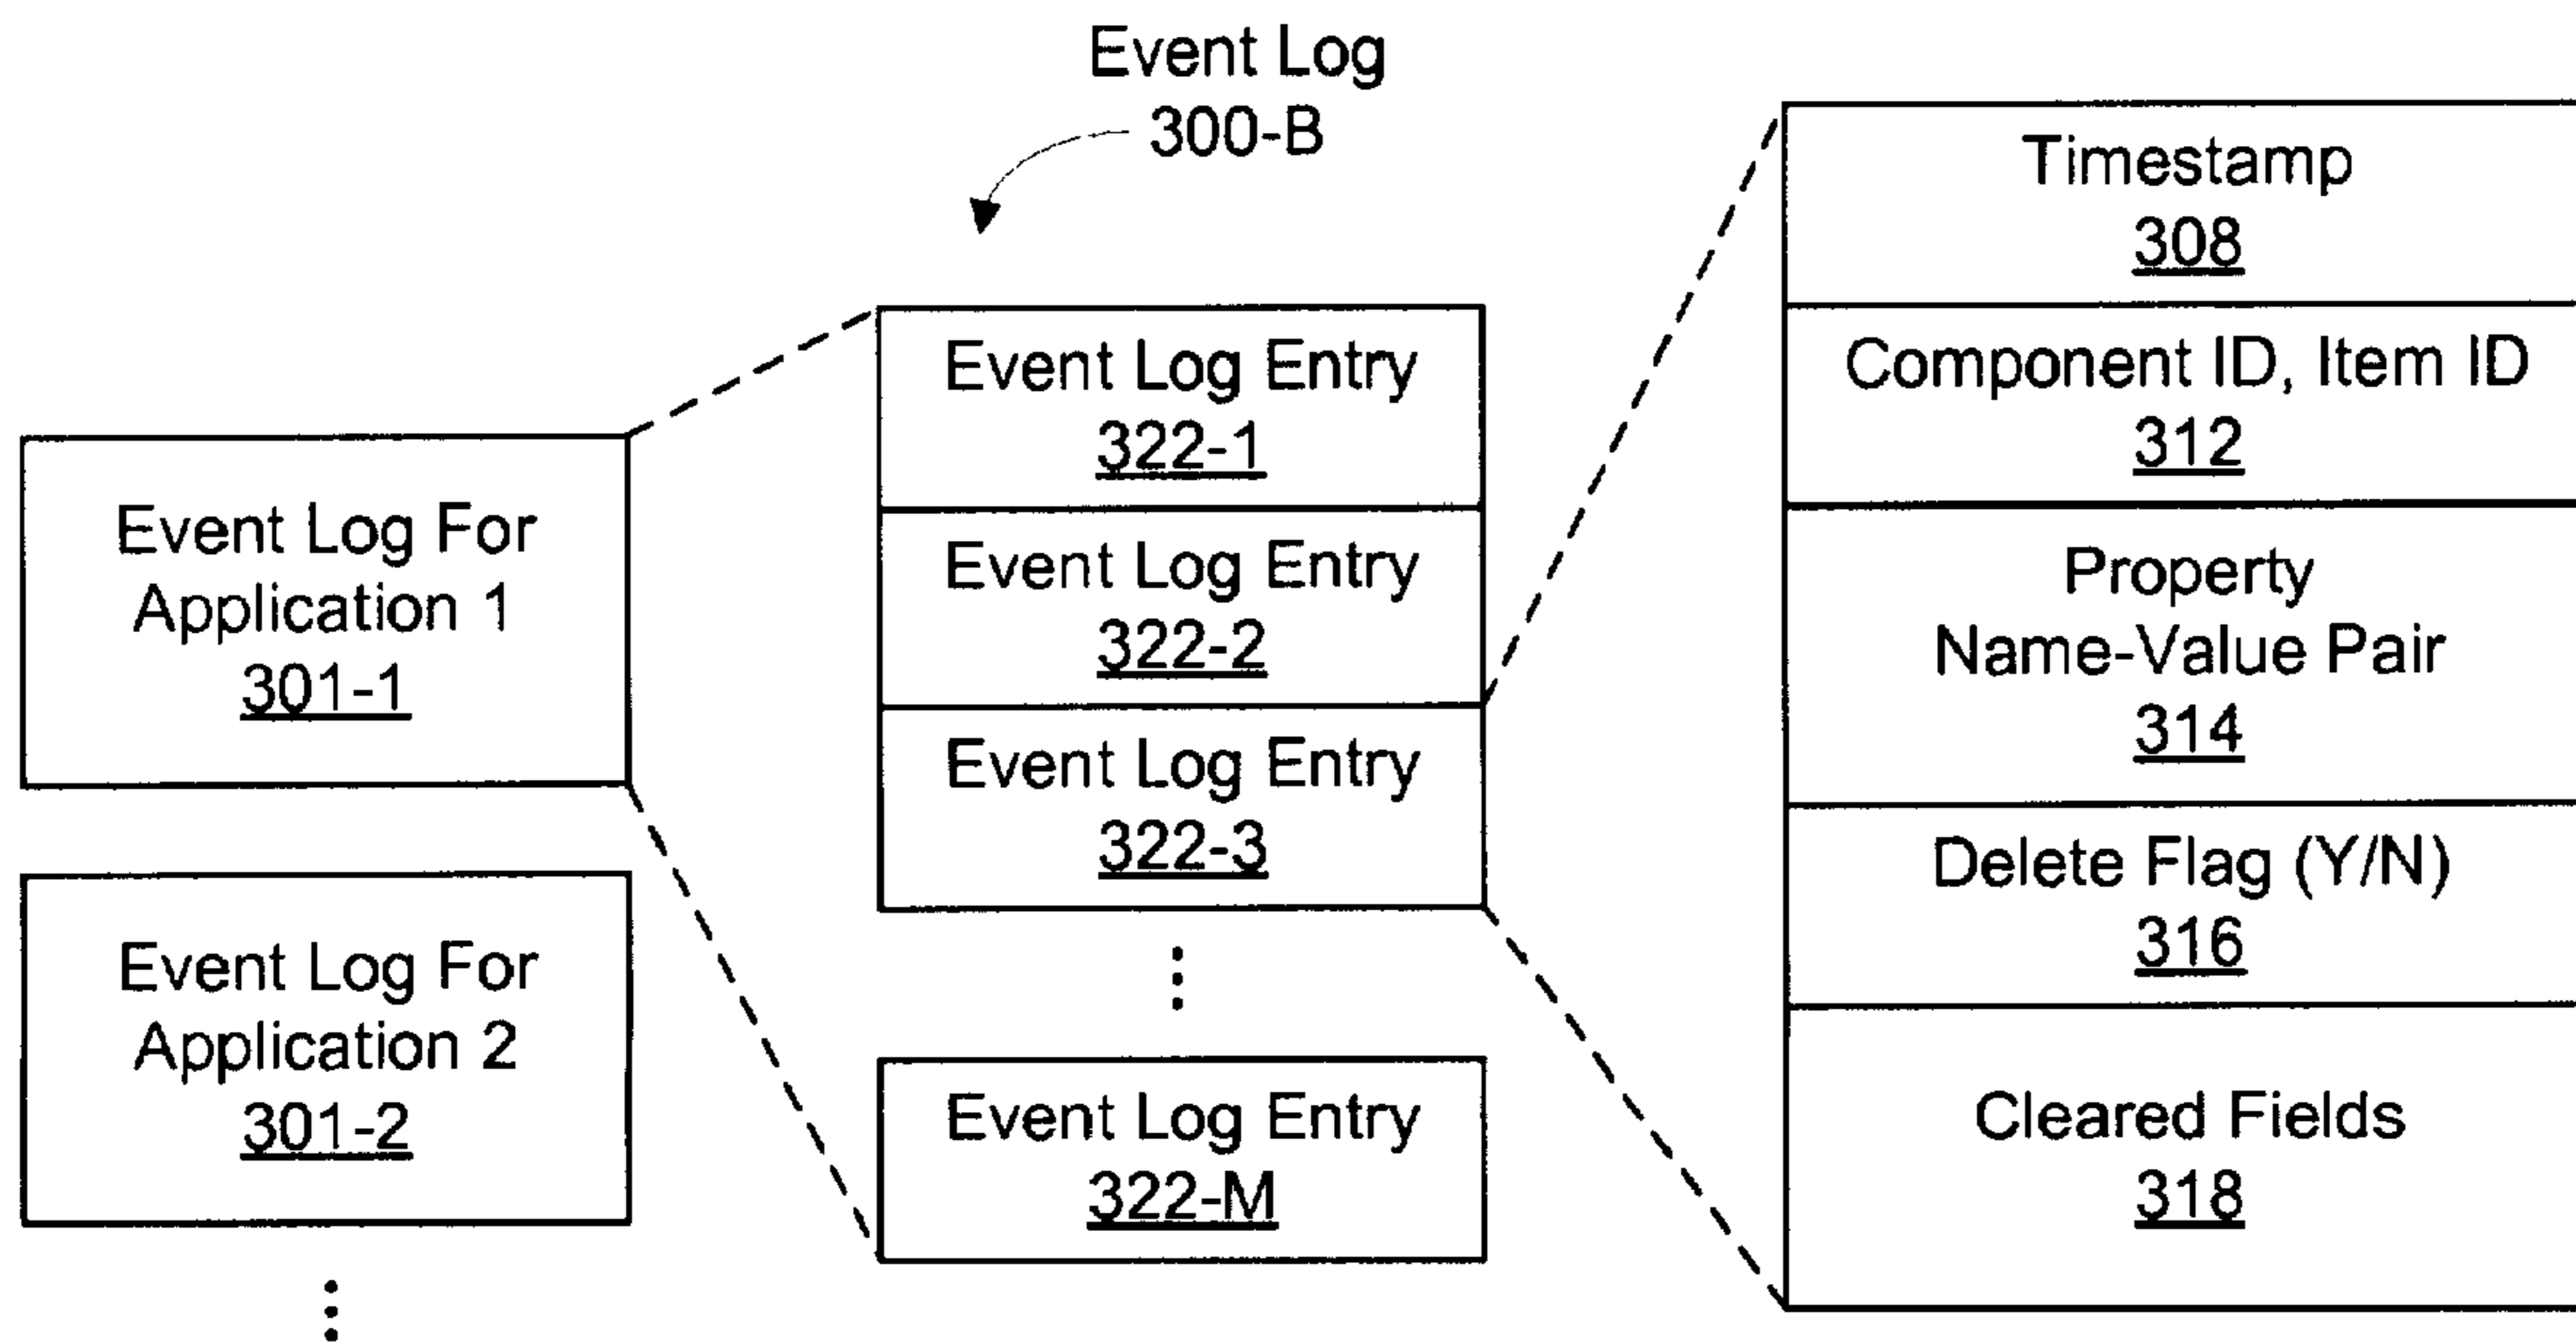 Event Log
300-B
Event Log For
Application 1
301-1
Event Log For
Application 2
301-2
Event Log Entry
322-1
Event Log Entry
322-2
Event Log Entry
322-3
Event Log Entry
322-M
Timestamp
308
Component ID, Item ID
312
Property
Name-Value Pair
314
Delete Flag (Y/N)
316
Cleared Fields
318